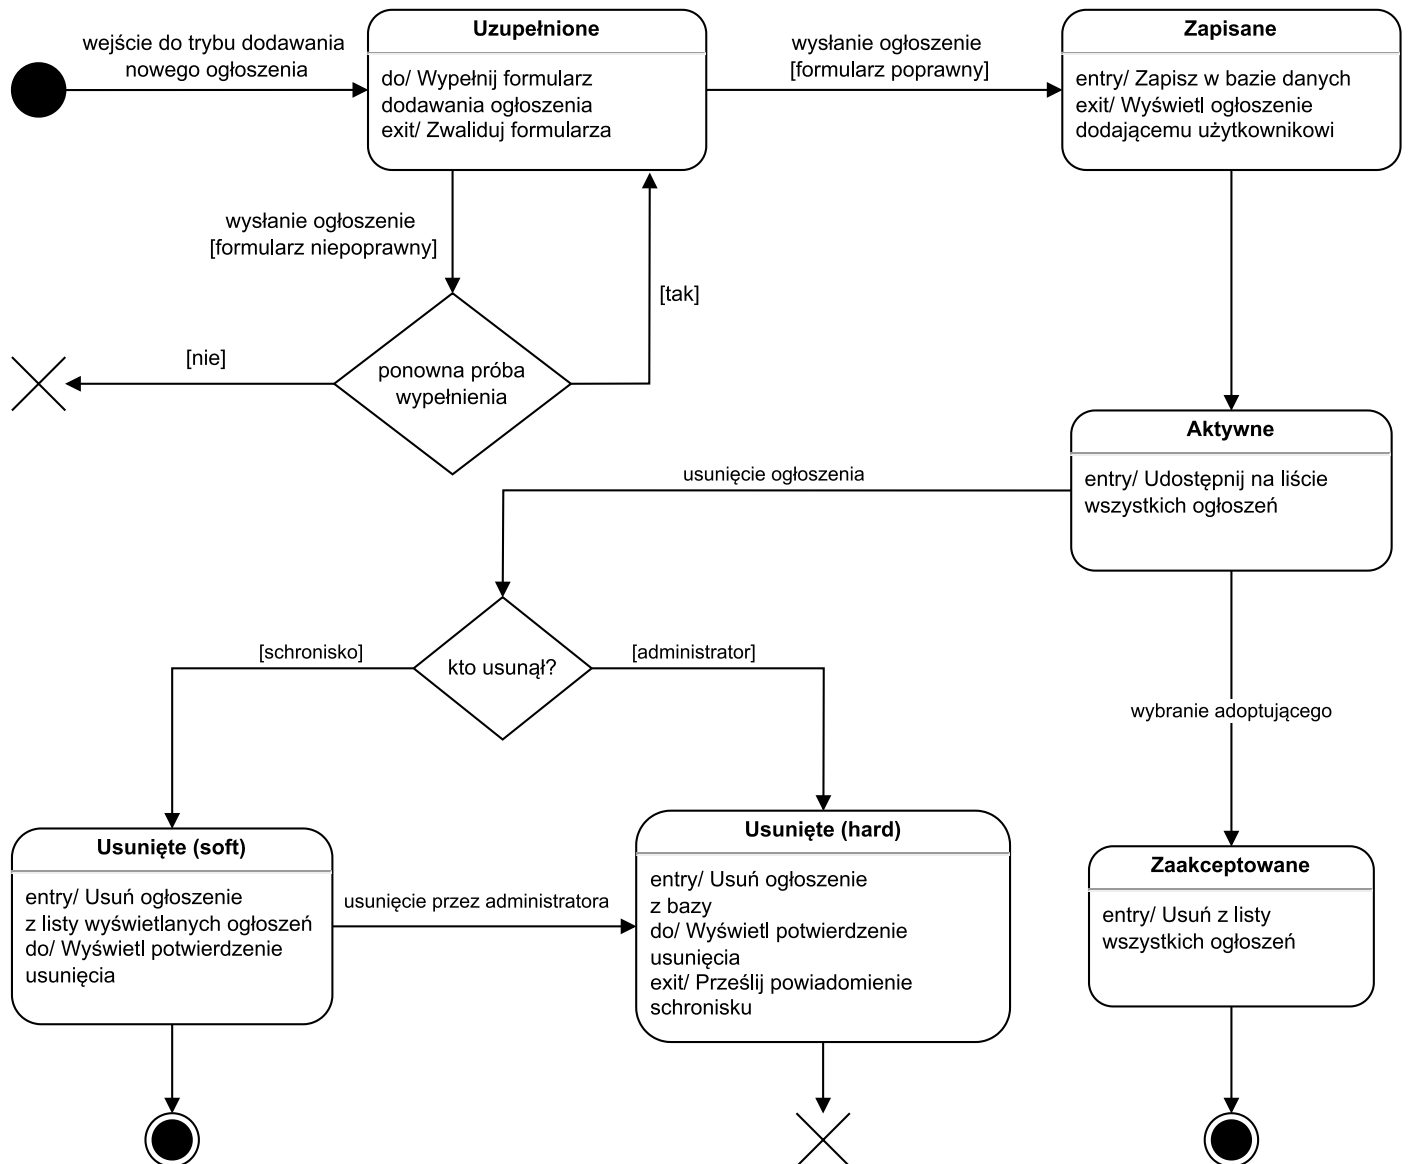 wejście do trybu dodawania
nowego ogłoszenia
Uzupełnione
do/ Wypełnij formularz
dodawania ogłoszenia
exit/ Zwaliduj formularza
wysłanie ogłoszenie
[formularz poprawny]
Zapisane
entry/ Zapisz w bazie danych
exit/ Wyświetl ogłoszenie
dodającemu użytkownikowi
wysłanie ogłoszenie
[formularz niepoprawny]
[tak]
[nie]
ponowna próba
wypełnienia
Aktywne
entry/ Udostępnij na liście
wszystkich ogłoszeń
usunięcie ogłoszenia
[schronisko]
kto usunął?
[administrator]
wybranie adoptującego
Usunięte (soft)
entry/ Usuń ogłoszenie
z listy wyświetlanych ogłoszeń
do/ Wyświetl potwierdzenie
usunięcia
usunięcie przez administratora
Usunięte (hard)
entry/ Usuń ogłoszenie
z bazy
do/ Wyświetl potwierdzenie
usunięcia
exit/ Prześlij powiadomienie
schronisku
Zaakceptowane
entry/ Usuń z listy
wszystkich ogłoszeń